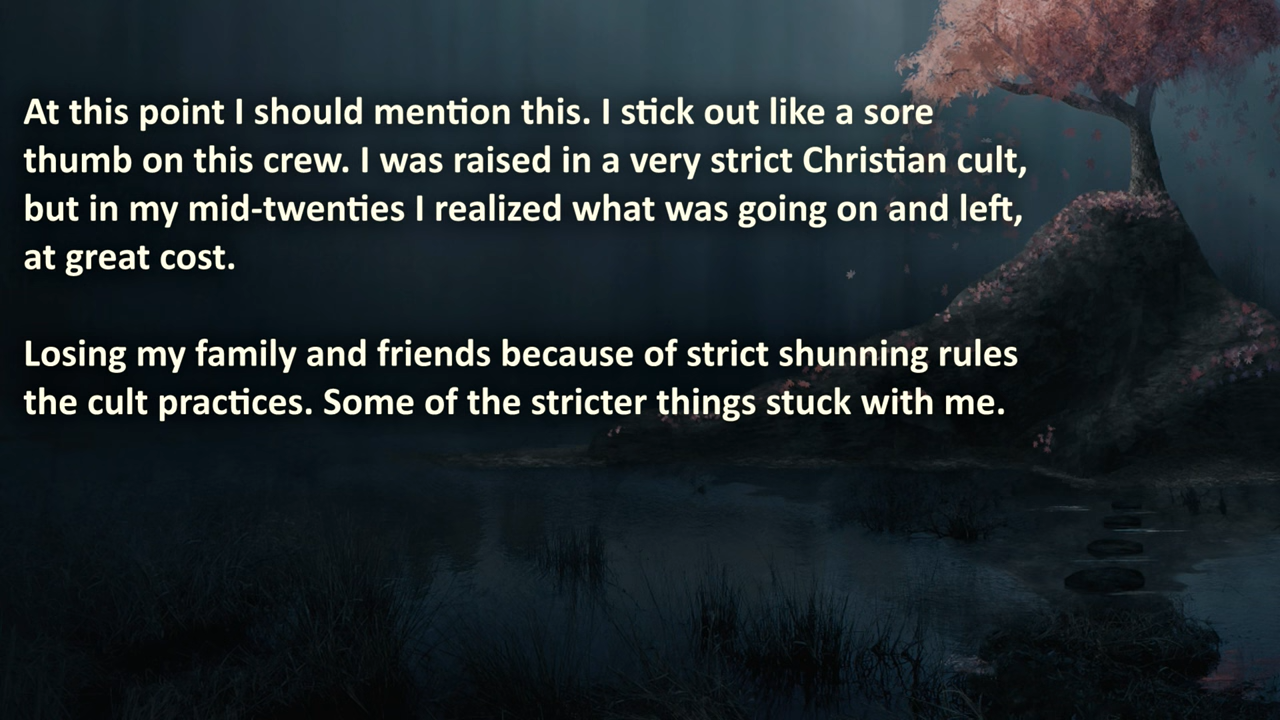 At this point I should mention this. I stick out like a sore
thumb on this crew. I was raised in a very strict Christian cult,
but in my mid-twenties I realized what was going on and left,
at great cost.
Losing my family and friends because of strict shunning rules
the cult practices. Some of the stricter things stuck with me.